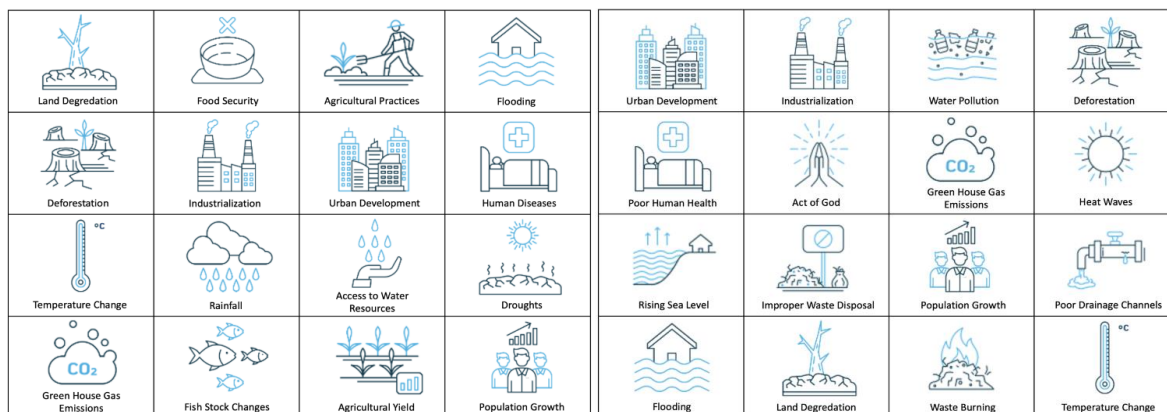 Land Degredation
Food Security
Agricultural Practices
Flooding
Deforestation
Industrialization
Urban Development
Human Diseases
°C
Temperature Change
Rainfall
Access to Water
Resources
Droughts
CO₂
Green House Gas
Emissions
Fish Stock Changes
Agricultural Yield
Population Growth
Urban Development
Industrialization
Water Pollution
Deforestation
Poor Human Health
Act of God
CO₂
Green House Gas
Emissions
Heat Waves
Rising Sea Level
Improper Waste Disposal
Population Growth
Poor Drainage Channels
Flooding
Land Degredation
Waste Burning
°C
Temperature Change